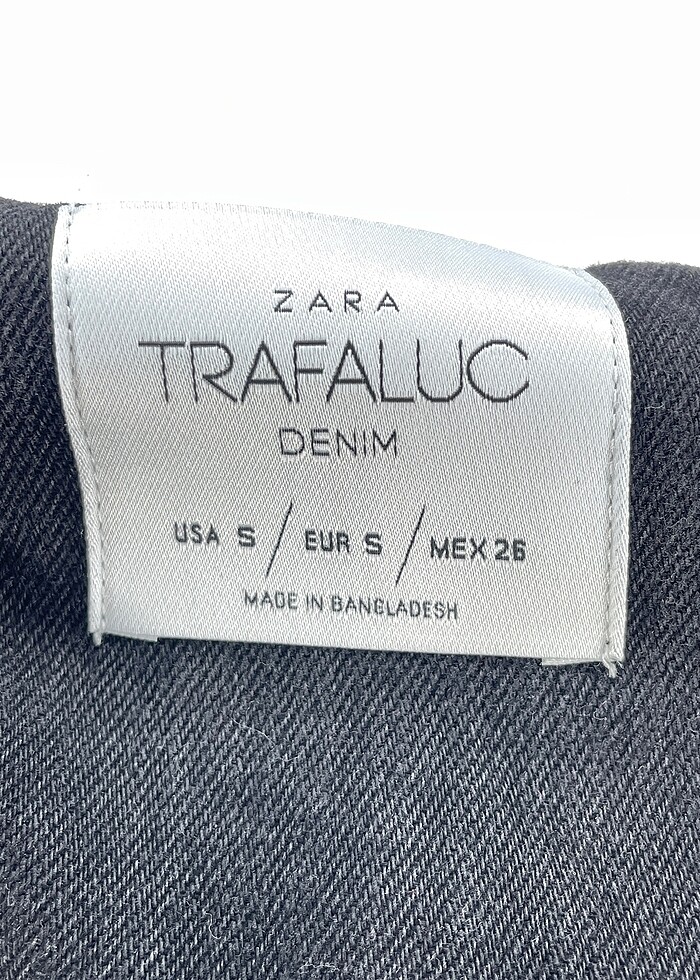 ZARA
TRAFALUC
DENIM
USA S / EUR S / MEX 26
MADE IN BANGLADESH